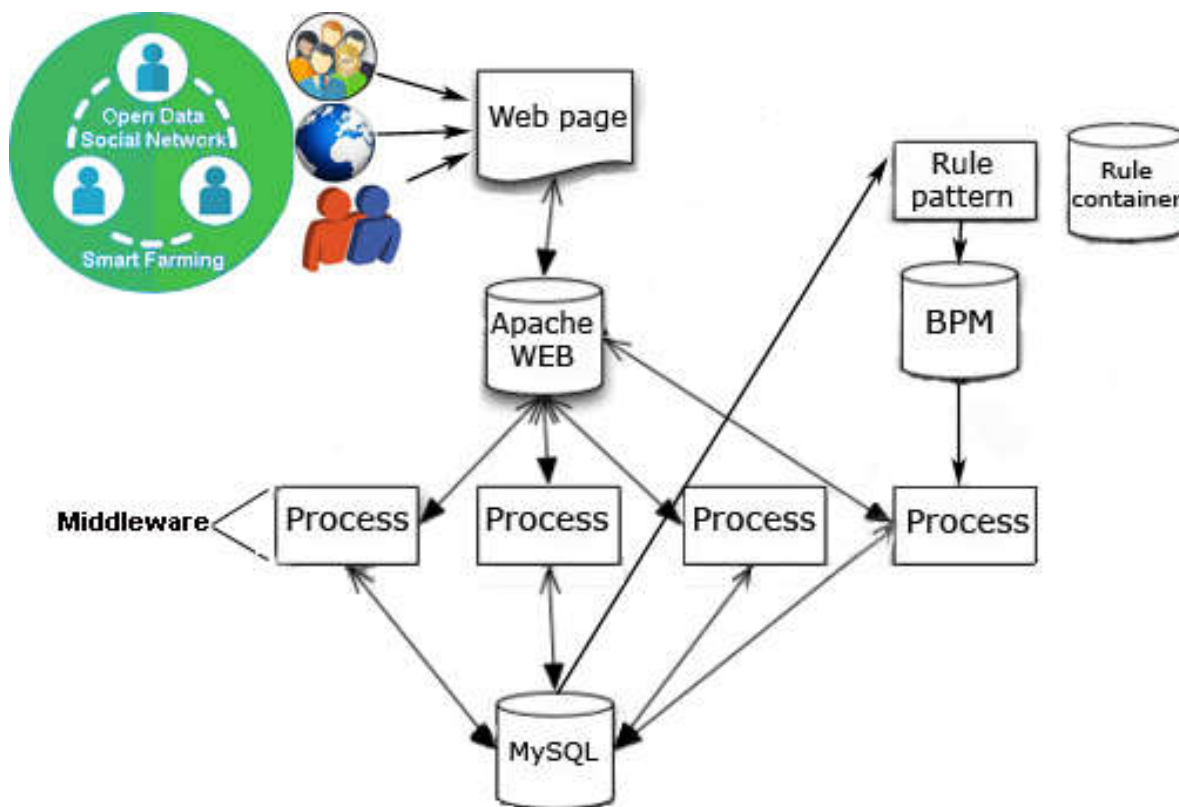 Open Data
Social Network
Smart Farming
Web page
Rule
pattern
Rule
container
Apache
WEB
BPM
Middleware
Process
Process
Process
Process
MySQL